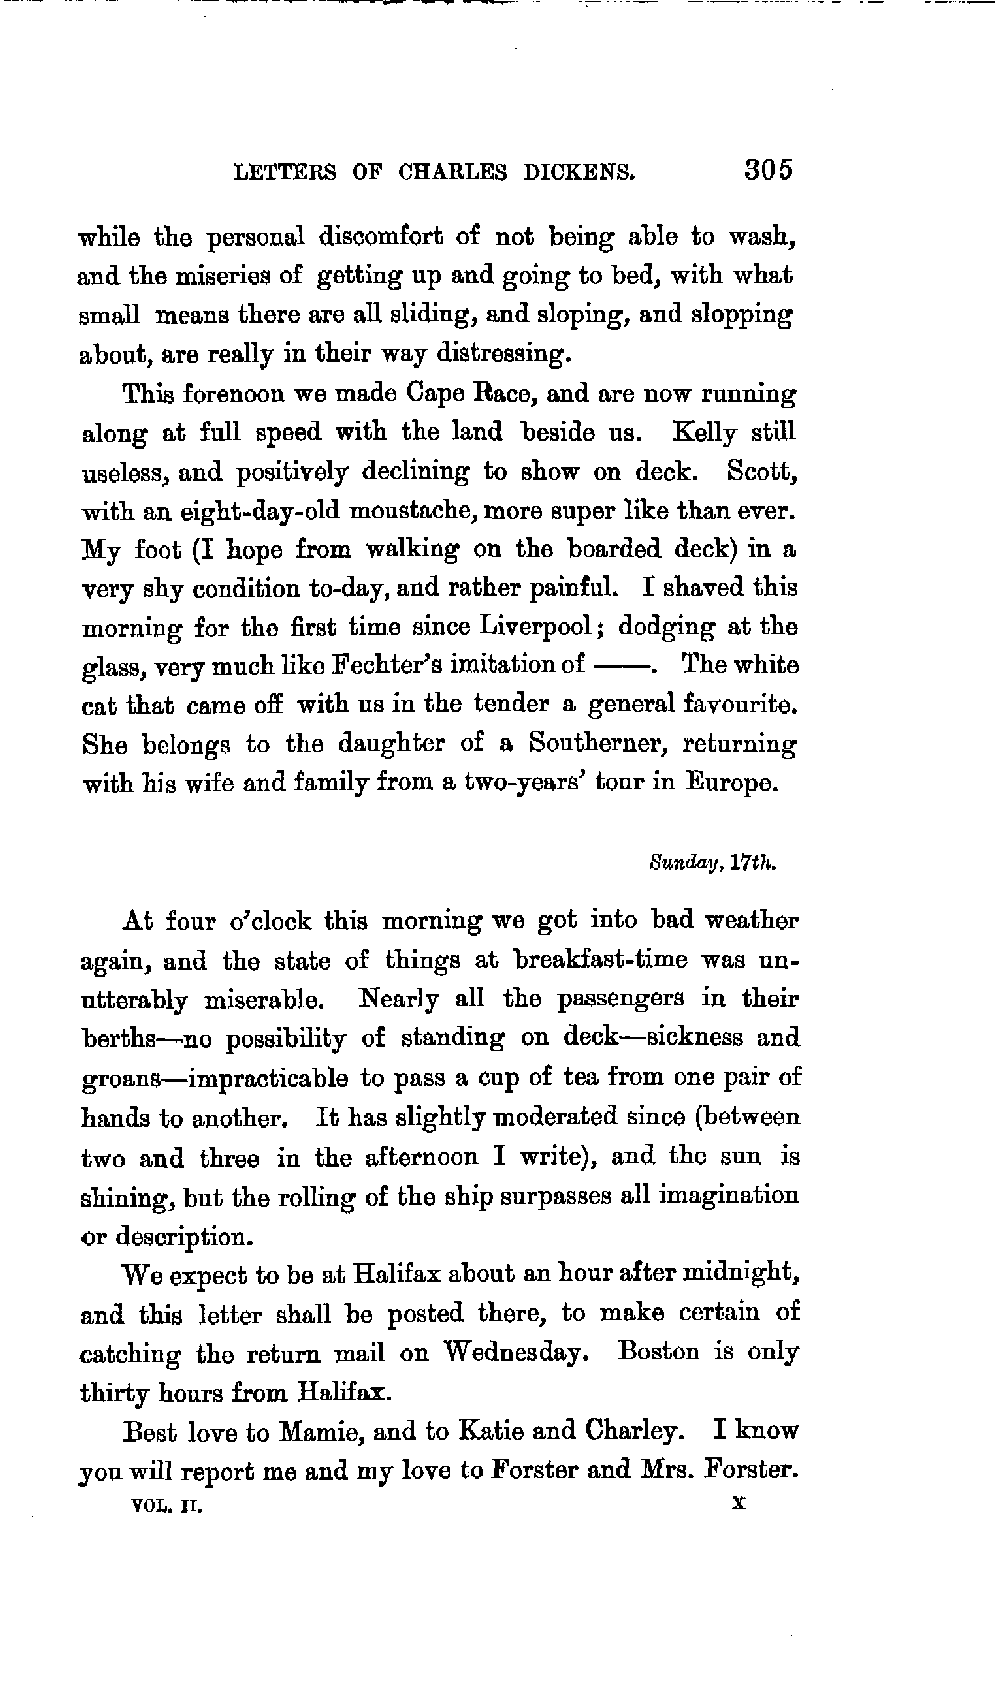 LETTERS OF CHARLES DICKENS. 305
while the personal discomfort of not being able to wash,
and the miseries of getting up and going to bed, with what
small means there are all sliding, and sloping, and slopping
about, are really in their way distressing.
This forenoon we made Cape Race, and are now running
along at full speed with the land beside us. Kelly still
useless, and positively declining to show on deck. Scott,
with an eight-day-old moustache, more super like than ever.
My foot (I hope from walking on the boarded deck) in a
very shy condition to-day, and rather painful. I shaved this
morning for the first time since Liverpool; dodging at the
glass, very much like Fechter's imitation of ——. The white
cat that came off with us in the tender a general favourite.
She belongs to the daughter of a Southerner, returning
with his wife and family from a two-years' tour in Europe.
Sunday, 17th.
At four o'clock this morning we got into bad weather
again, and the state of things at breakfast-time was un-
utterably miserable. Nearly all the passengers in their
berths—no possibility of standing on deck—sickness and
groans—impracticable to pass a cup of tea from one pair of
hands to another. It has slightly moderated since (between
two and three in the afternoon I write), and the sun is
shining, but the rolling of the ship surpasses all imagination
or description.
We expect to be at Halifax about an hour after midnight,
and this letter shall be posted there, to make certain of
catching the return mail on Wednesday. Boston is only
thirty hours from Halifax.
Best love to Mamie, and to Katie and Charley. I know
you will report me and my love to Forster and Mrs. Forster.
VOL. II. X